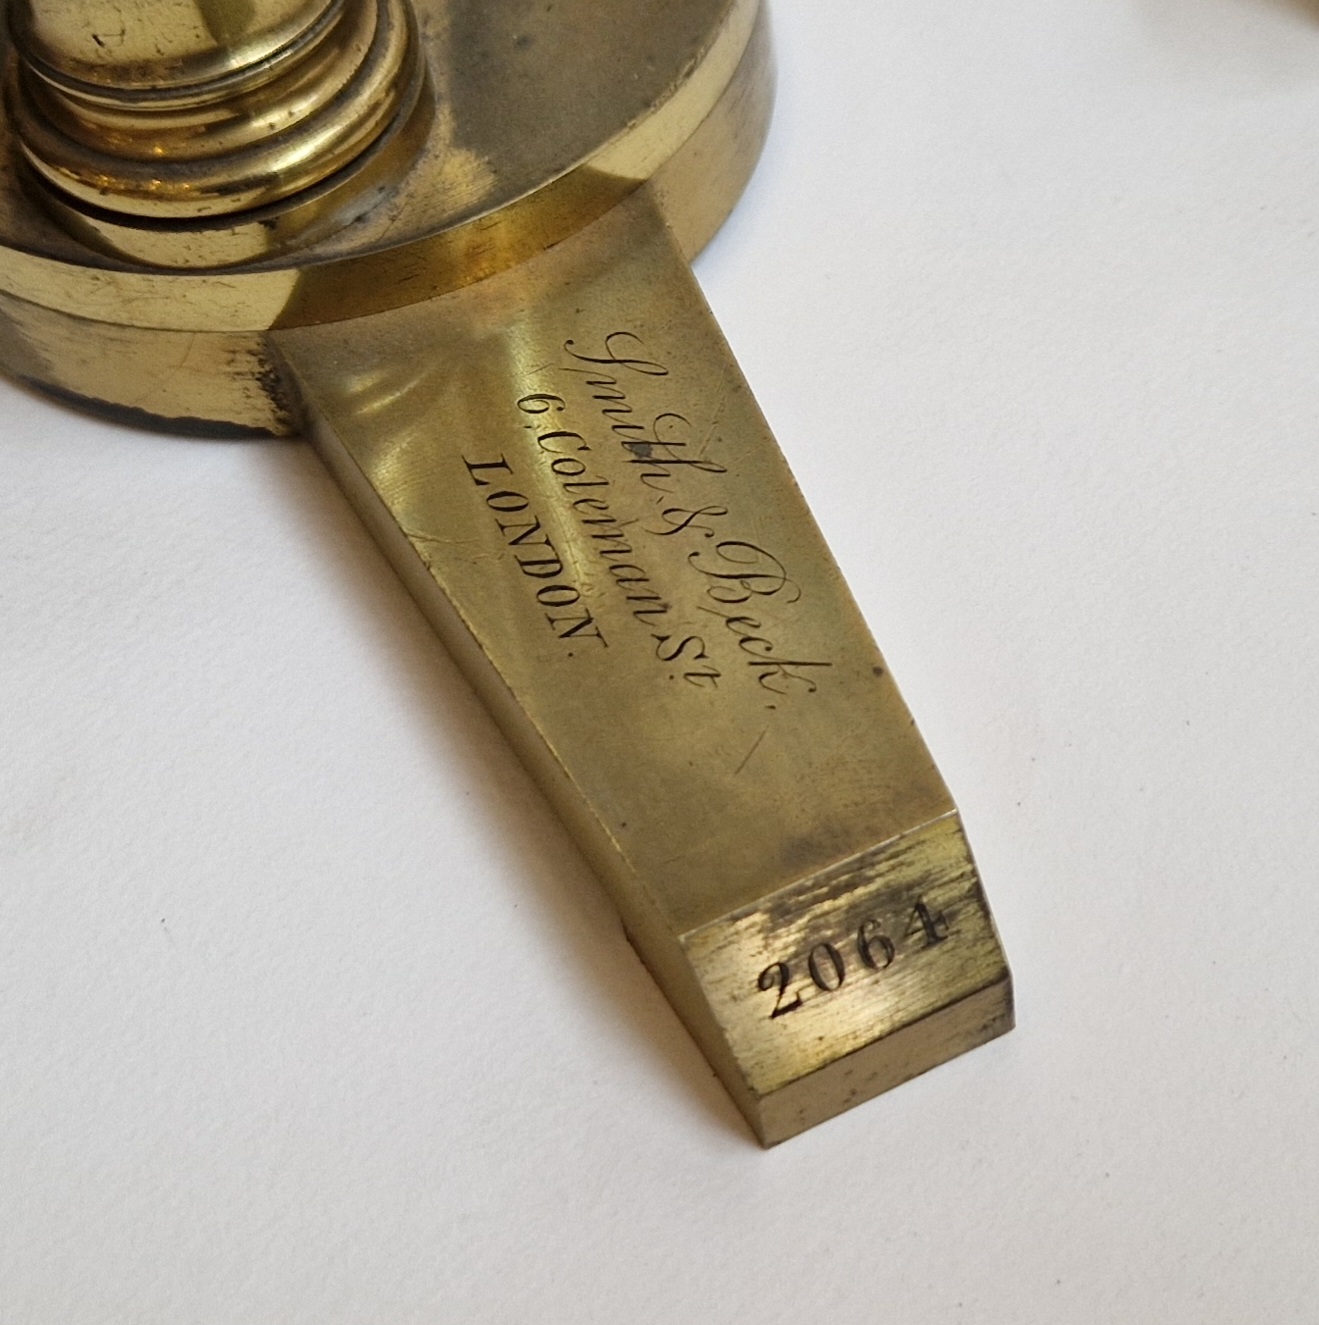 Smith & Beck.
6, Coleman St
LONDON.
2064